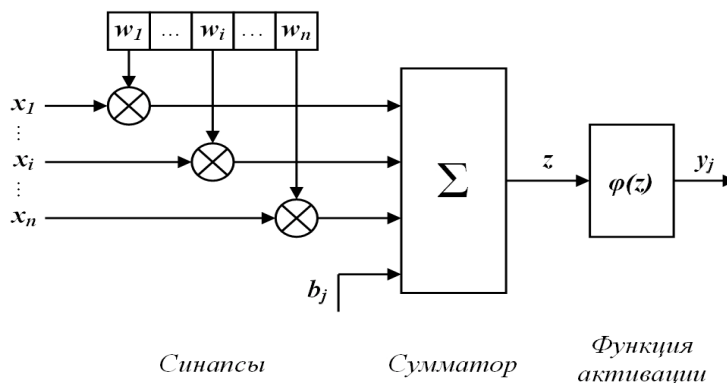 w₁ ... wᵢ ... wₙ
x₁
...
xᵢ
...
xₙ
Σ
z
φ(z)
yⱼ
bⱼ
Синапсы
Сумматор
Функция
активации